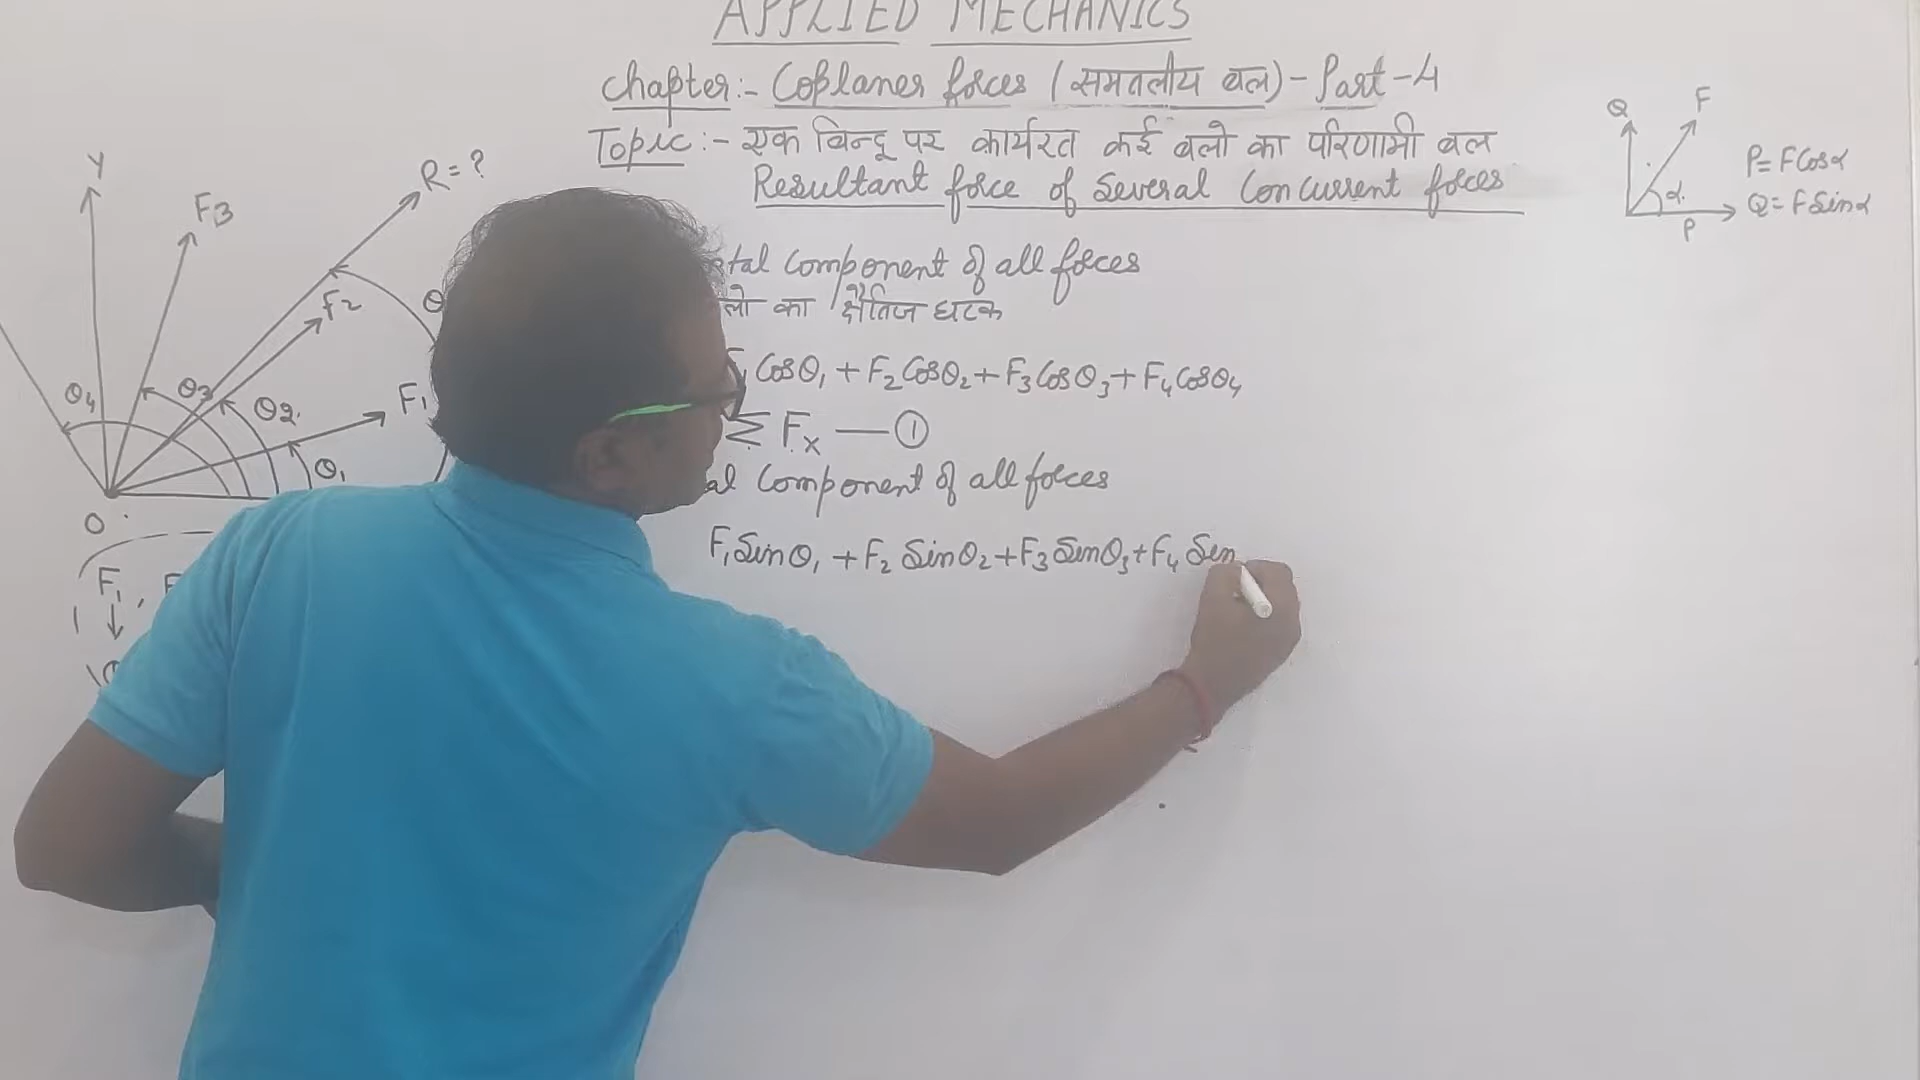 APPLIED MECHANICS
Chapter:- Coplaner forces (समतलीय बल) - Part - 4
Topic:- एक बिन्दू पर कार्यरत कई बलो का परिणामी बल
Resultant force of Several Concurrent forces
Y
F3
R = ?
F2
θ
θ4
θ3
θ2
F1
θ1
O
F1 , F
Q
F
α
P
P = F Cosα
Q = F Sinα
Component of all forces
का क्षैतिज घटक
Cosθ1 + F2 Cosθ2 + F3 Cosθ3 + F4 Cosθ4
Σ Fx — ①
Component of all forces
F1 Sinθ1 + F2 Sinθ2 + F3 Sinθ3 + F4 Sin